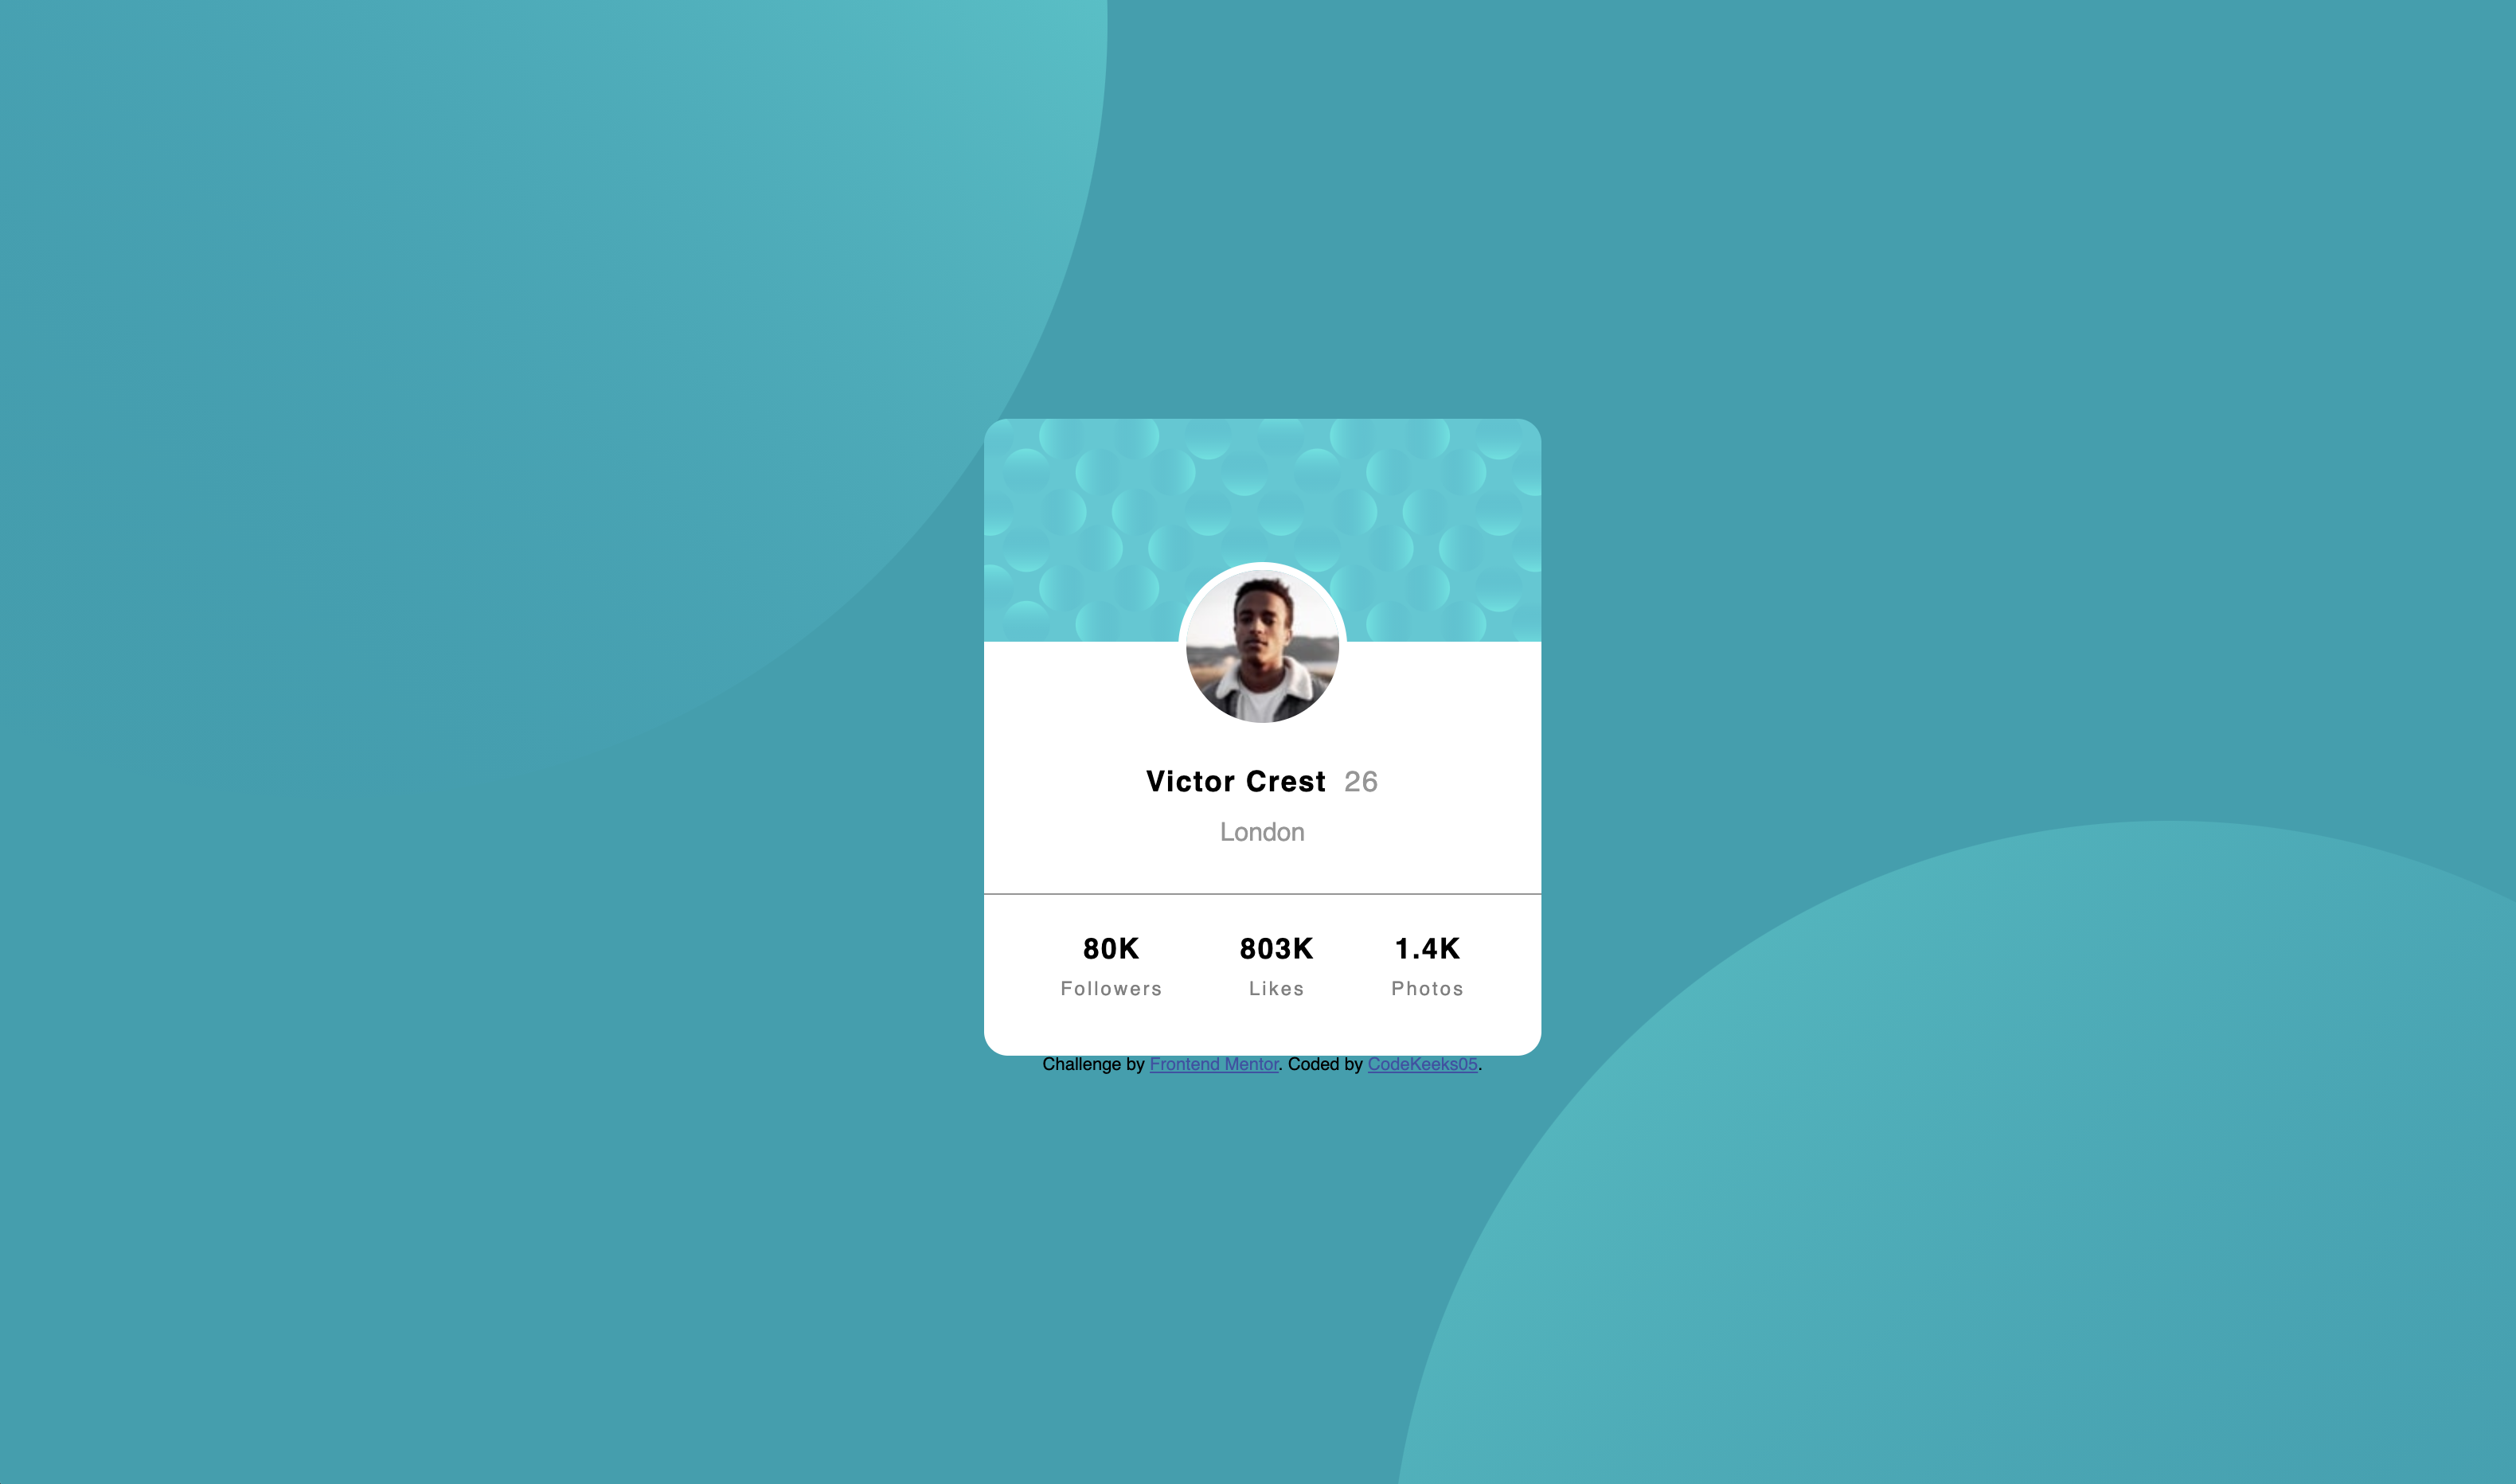 Victor Crest 26
London
80K 803K 1.4K
Followers Likes Photos
Challenge by Frontend Mentor. Coded by CodeKeeks05.